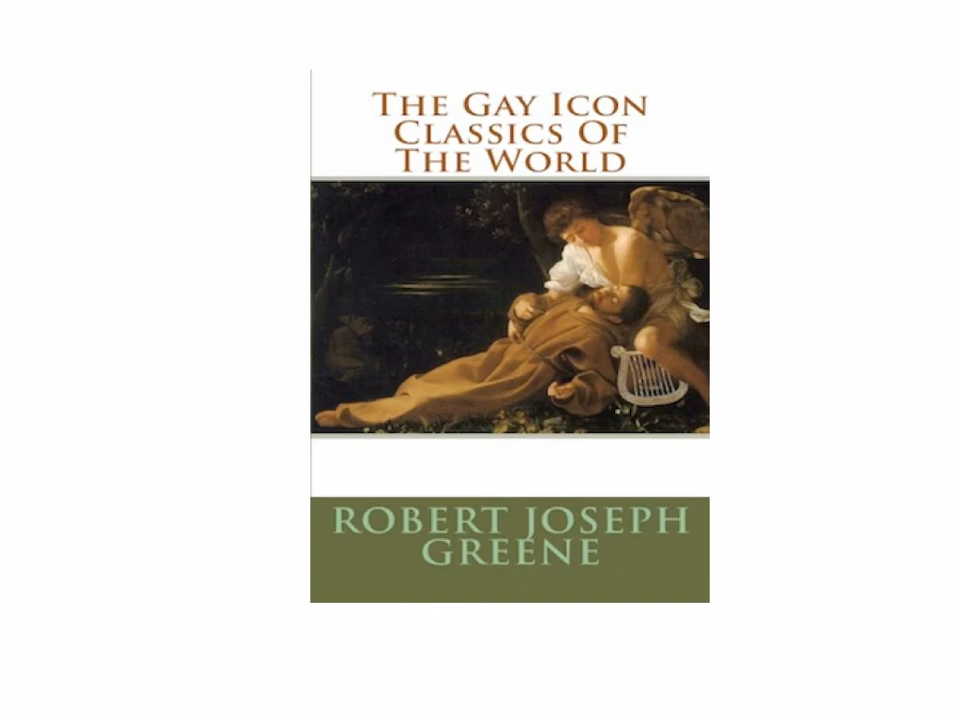 The Gay Icon
Classics Of
The World
ROBERT JOSEPH
GREENE